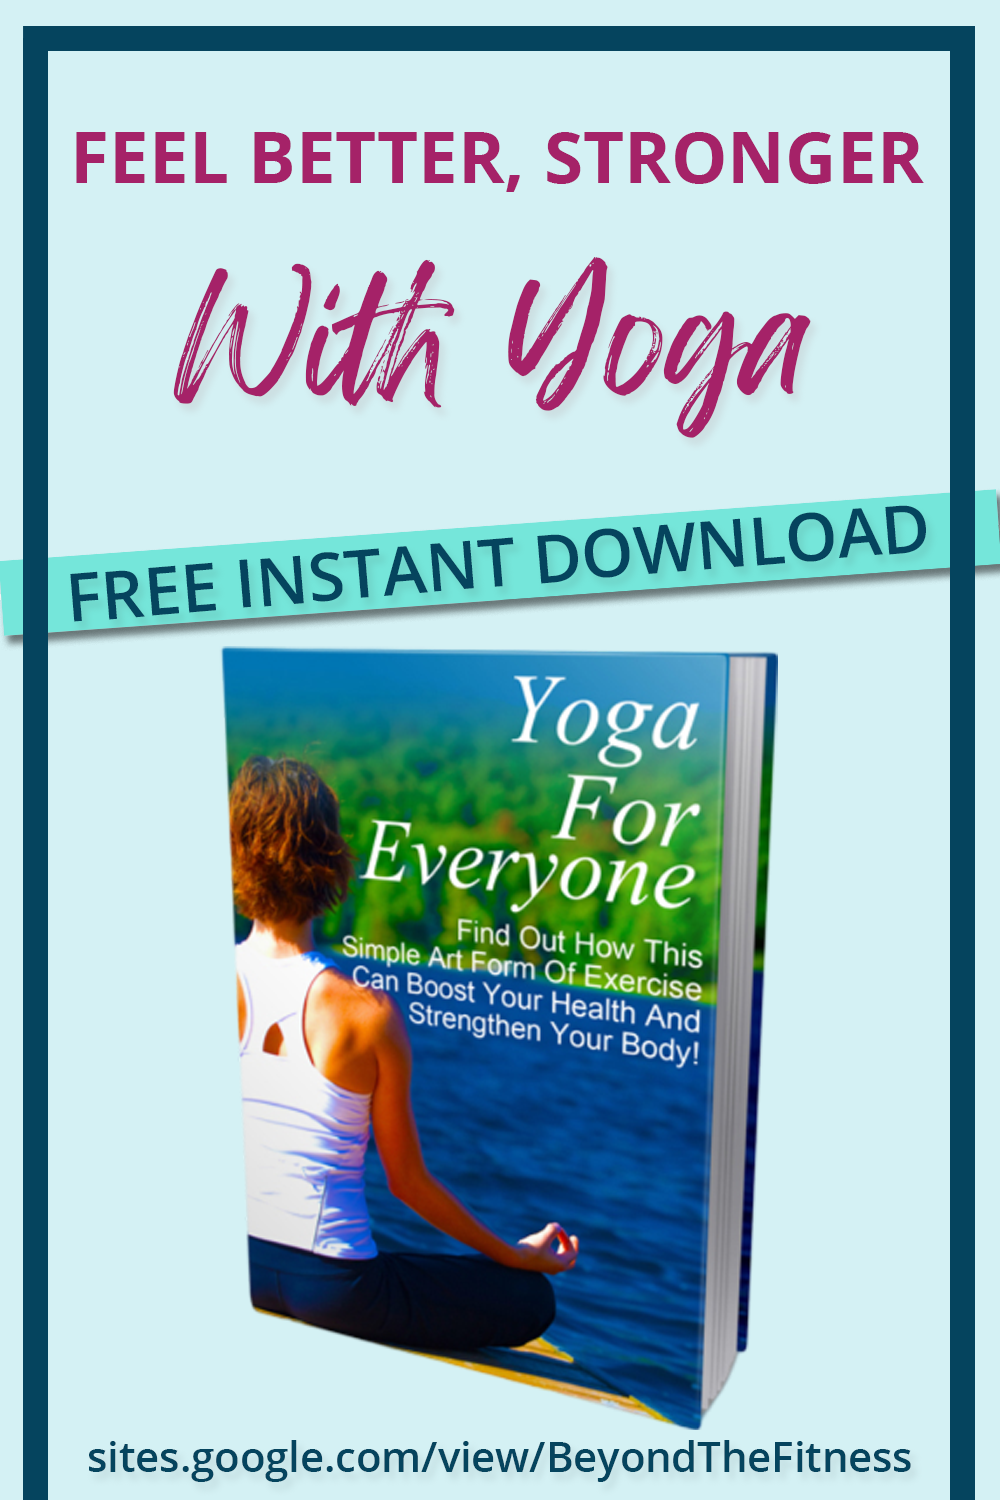 FEEL BETTER, STRONGER
With Yoga
FREE INSTANT DOWNLOAD
Yoga
For
Everyone
Find Out How This
Simple Art Form Of Exercise
Can Boost Your Health And
Strengthen Your Body!
sites.google.com/view/BeyondTheFitness